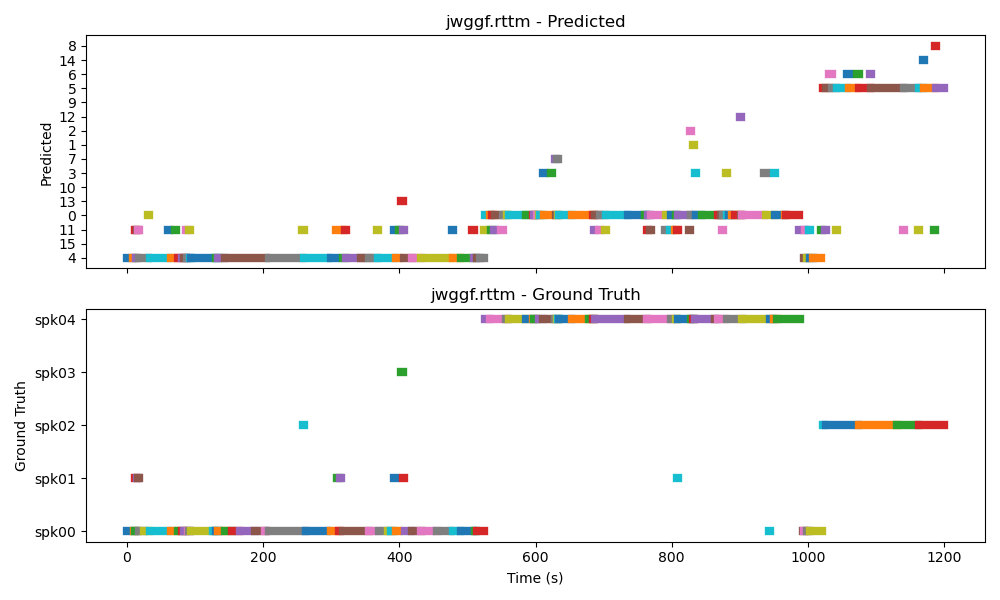 jwggf.rttm - Predicted
8
14
6
5
9
12
2
1
7
3
10
13
0
11
15
4
Predicted
jwggf.rttm - Ground Truth
spk04
spk03
spk02
spk01
spk00
Ground Truth
0 200 400 600 800 1000 1200
Time (s)